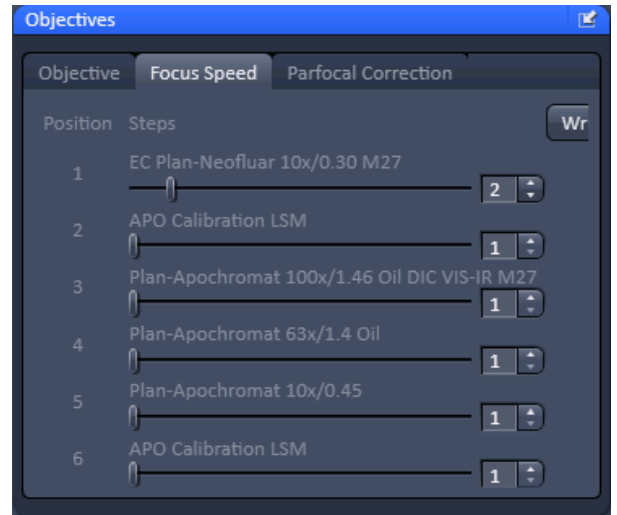 Objectives
Objective Focus Speed Parfocal Correction
Position Steps Wr
1 EC Plan-Neofluar 10x/0.30 M27
2
2 APO Calibration LSM
1
3 Plan-Apochromat 100x/1.46 Oil DIC VIS-IR M27
1
4 Plan-Apochromat 63x/1.4 Oil
1
5 Plan-Apochromat 10x/0.45
1
6 APO Calibration LSM
1